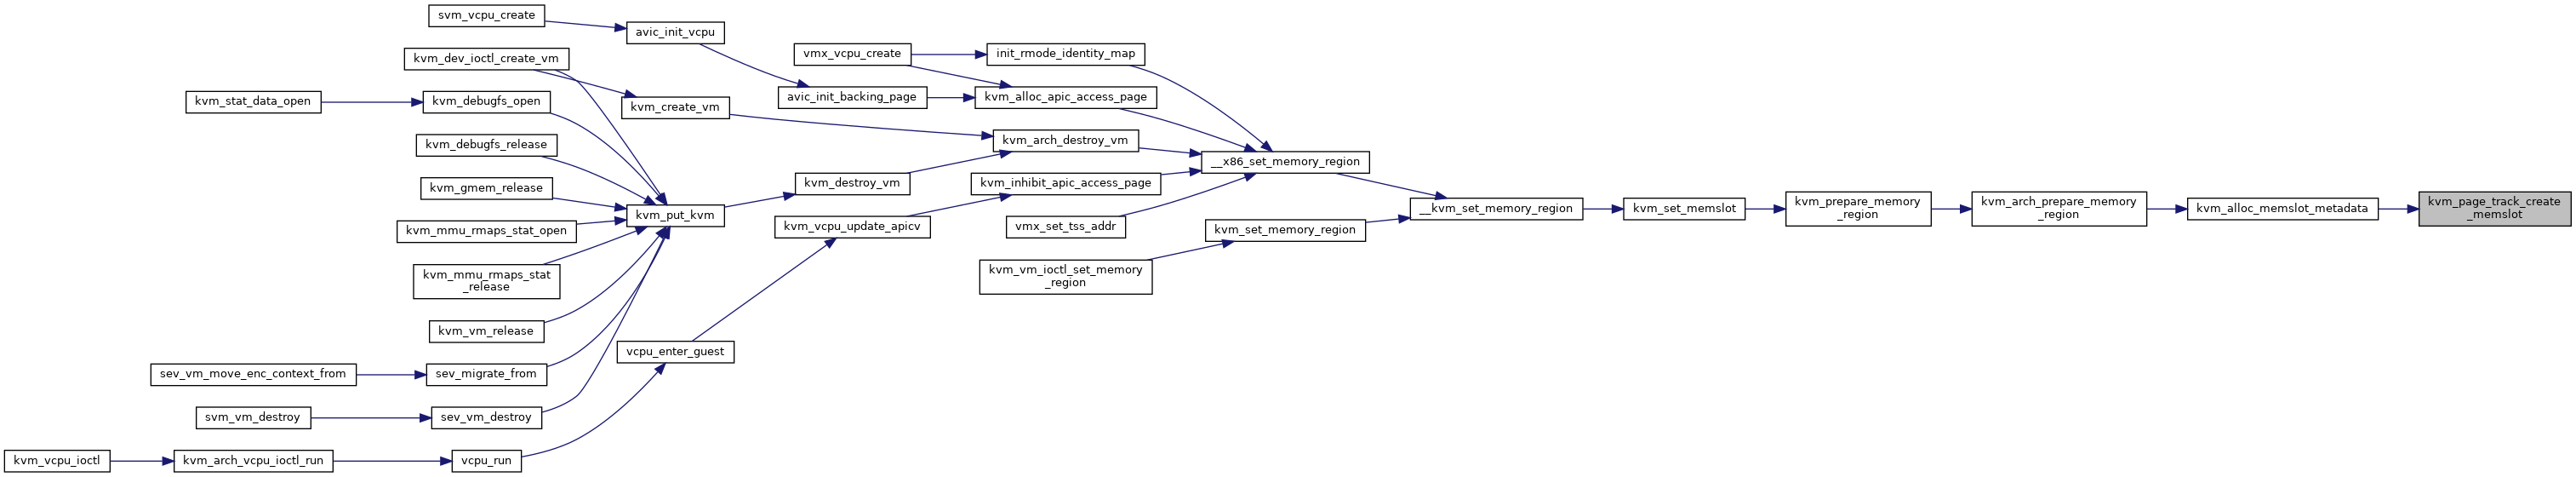 svm_vcpu_create
avic_init_vcpu
kvm_dev_ioctl_create_vm
vmx_vcpu_create
init_rmode_identity_map
kvm_stat_data_open
kvm_debugfs_open
kvm_create_vm
avic_init_backing_page
kvm_alloc_apic_access_page
kvm_debugfs_release
kvm_arch_destroy_vm
__x86_set_memory_region
kvm_gmem_release
kvm_destroy_vm
kvm_inhibit_apic_access_page
kvm_put_kvm
kvm_mmu_rmaps_stat_open
kvm_vcpu_update_apicv
vmx_set_tss_addr
kvm_set_memory_region
__kvm_set_memory_region
kvm_set_memslot
kvm_prepare_memory
_region
kvm_arch_prepare_memory
_region
kvm_alloc_memslot_metadata
kvm_page_track_create
_memslot
kvm_mmu_rmaps_stat
_release
kvm_vm_ioctl_set_memory
_region
kvm_vm_release
vcpu_enter_guest
sev_vm_move_enc_context_from
sev_migrate_from
svm_vm_destroy
sev_vm_destroy
kvm_vcpu_ioctl
kvm_arch_vcpu_ioctl_run
vcpu_run